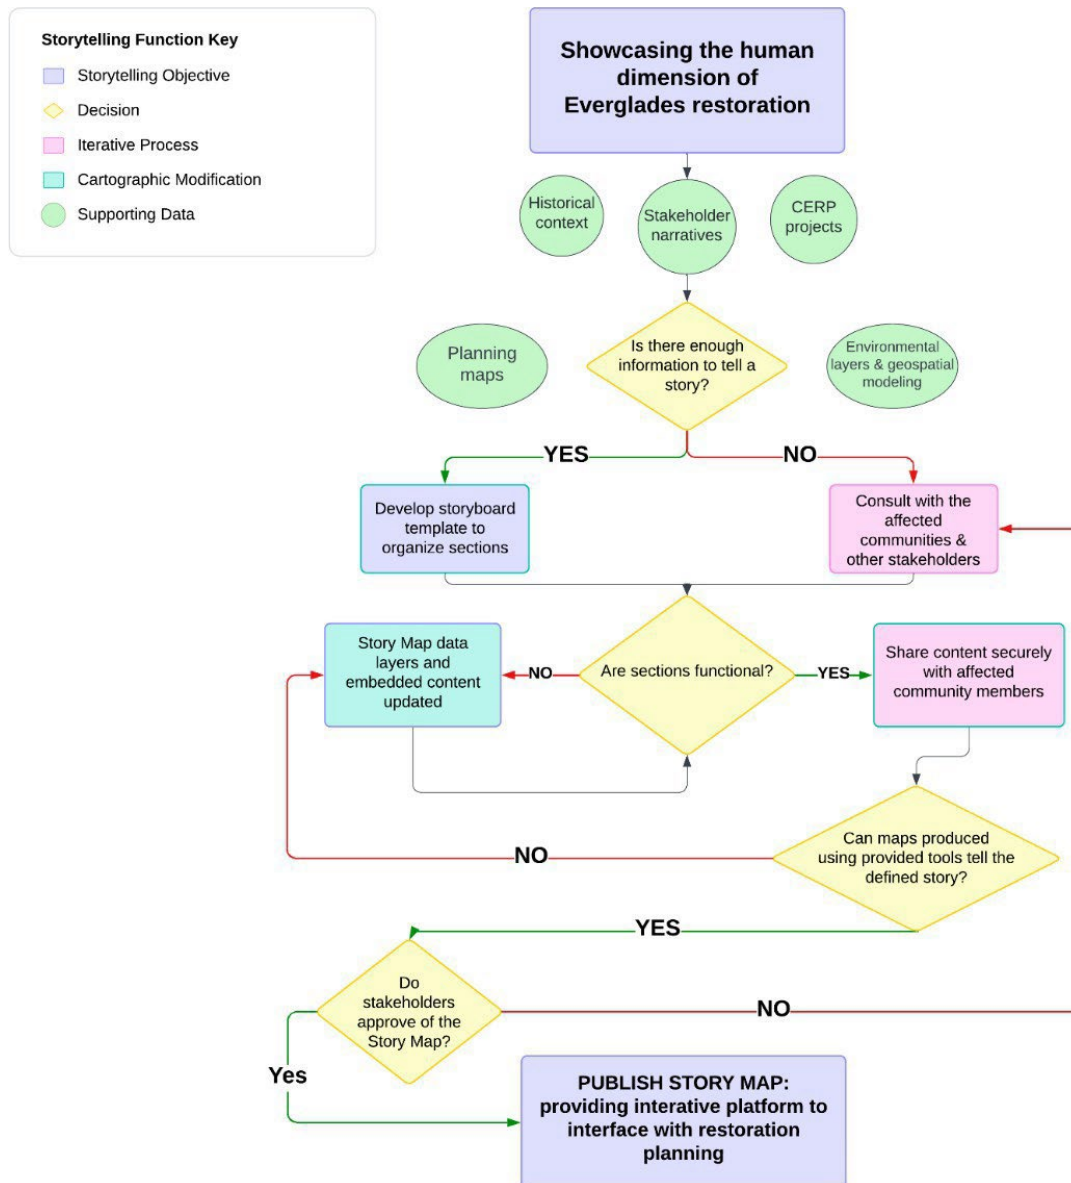 Storytelling Function Key
Storytelling Objective
Decision
Iterative Process
Cartographic Modification
Supporting Data
Showcasing the human
dimension of
Everglades restoration
Historical
context
Stakeholder
narratives
CERP
projects
Planning
maps
Is there enough
information to tell a
story?
Environmental
layers & geospatial
modeling
YES
NO
Develop storyboard
template to
organize sections
Consult with the
affected
communities &
other stakeholders
Story Map data
layers and
embedded content
updated
NO
Are sections functional?
YES
Share content securely
with affected
community members
Can maps produced
using provided tools tell the
defined story?
NO
YES
Do
stakeholders
approve of the
Story Map?
NO
Yes
PUBLISH STORY MAP:
providing interative platform to
interface with restoration
planning